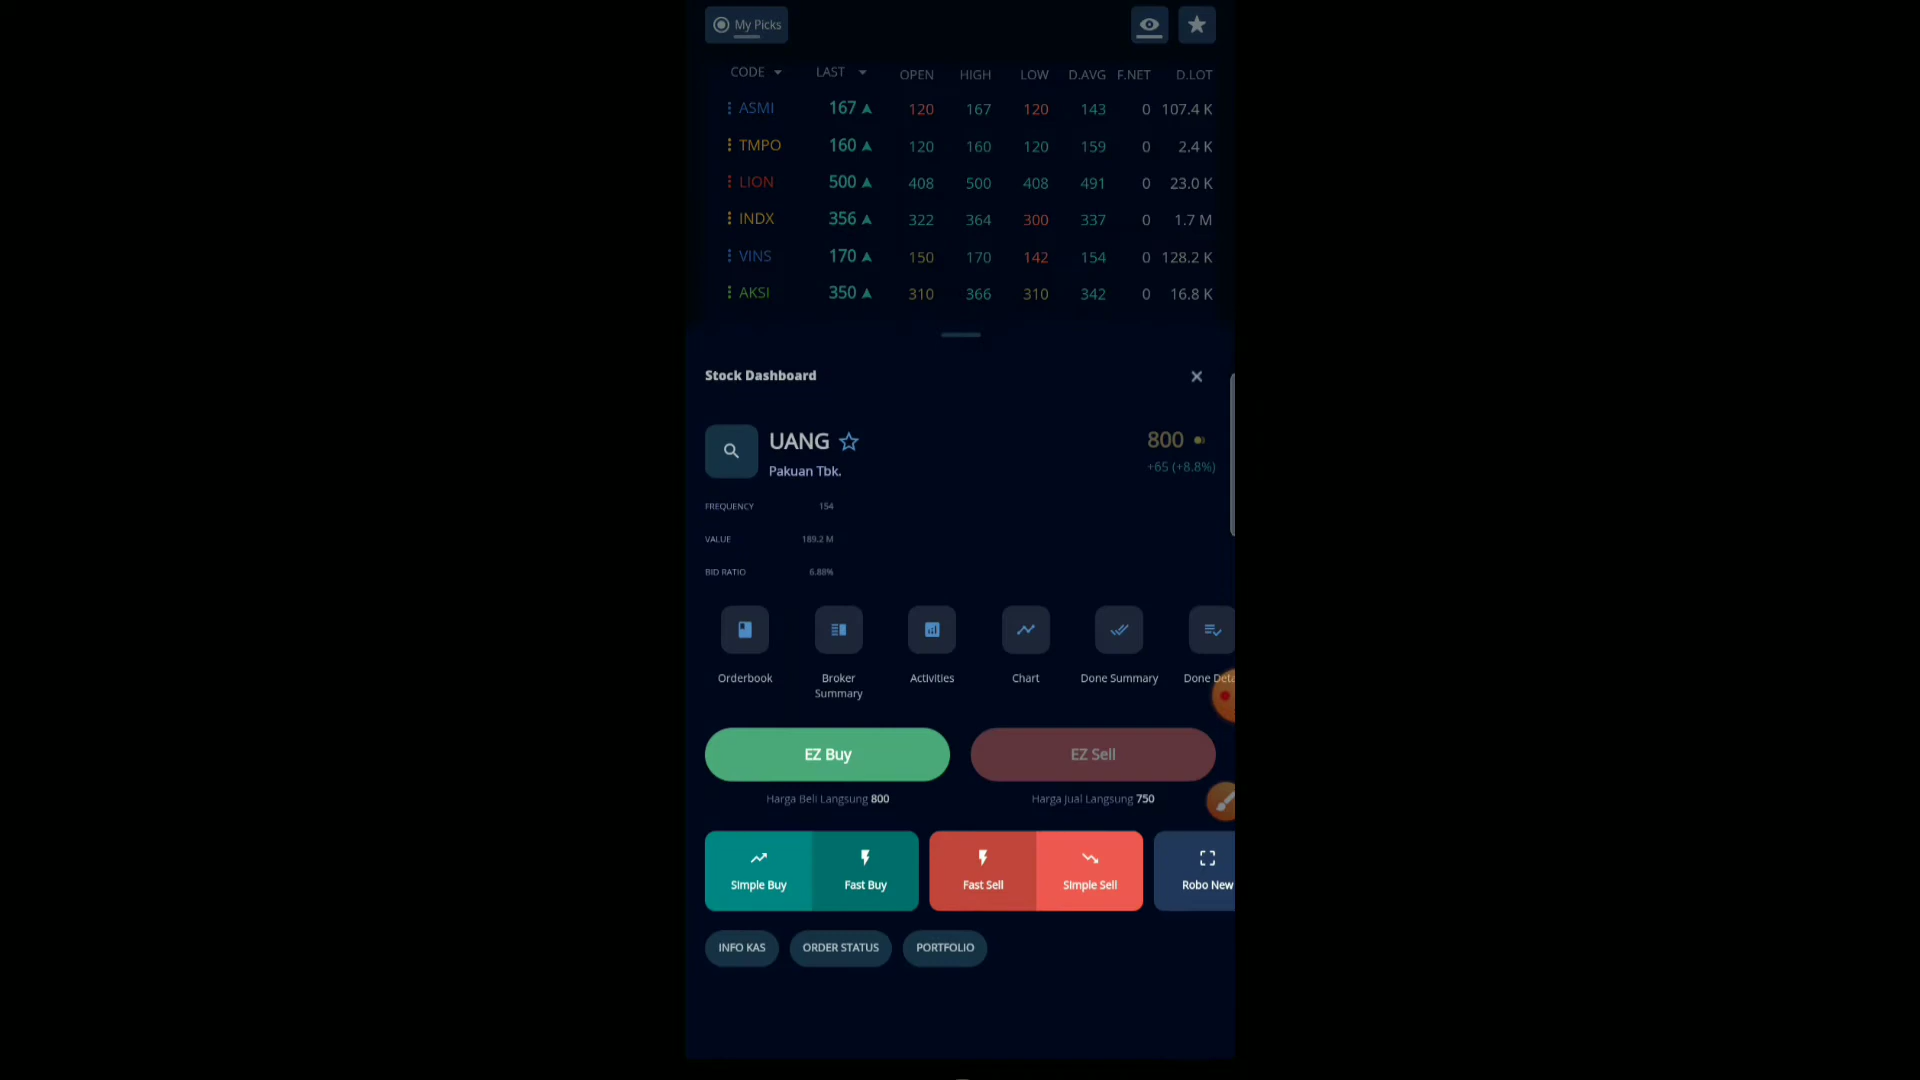 My Picks
CODE LAST OPEN HIGH LOW D.AVG F.NET D.LOT
ASMI 167 120 167 120 143 0 107.4 K
TMPO 160 120 160 120 159 0 2.4 K
LION 500 408 500 408 491 0 23.0 K
INDX 356 322 364 300 337 0 1.7 M
VINS 170 150 170 142 154 0 128.2 K
AKSI 350 310 366 310 342 0 16.8 K
Stock Dashboard
UANG 800
Pakuan Tbk. +65 (+8.8%)
FREQUENCY 154
VALUE 189.2 M
BID RATIO 6.88%
Orderbook Broker Summary Activities Chart Done Summary Done Deta
EZ Buy EZ Sell
Harga Beli Langsung 800 Harga Jual Langsung 750
Simple Buy Fast Buy Fast Sell Simple Sell Robo New
INFO KAS ORDER STATUS PORTFOLIO